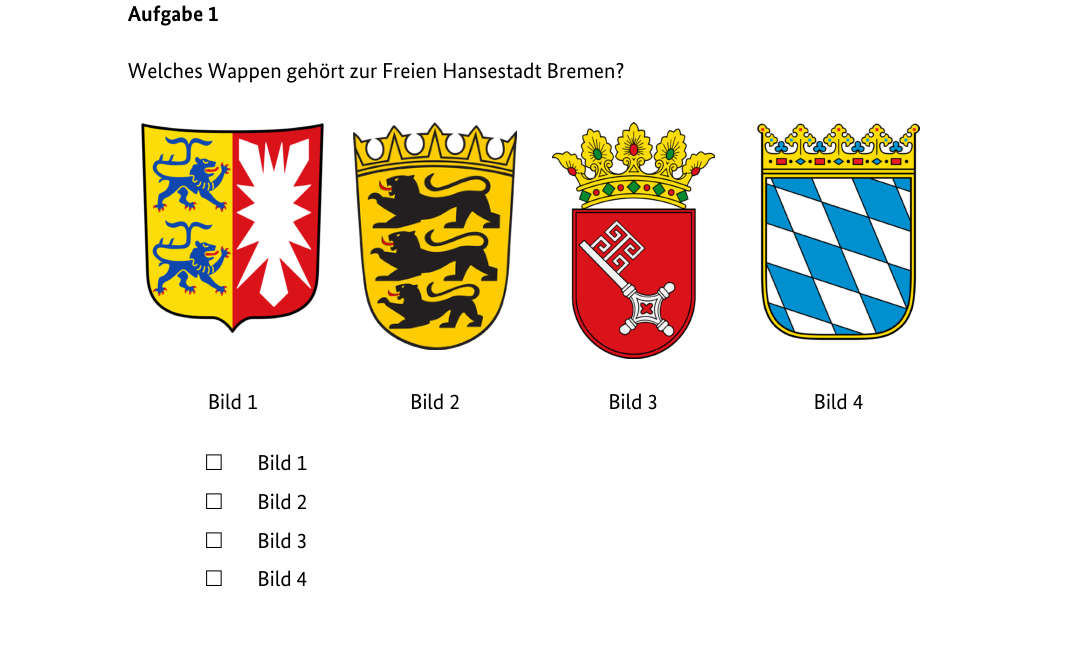 Aufgabe 1
Welches Wappen gehört zur Freien Hansestadt Bremen?
Bild 1 Bild 2 Bild 3 Bild 4
☐ Bild 1
☐ Bild 2
☐ Bild 3
☐ Bild 4